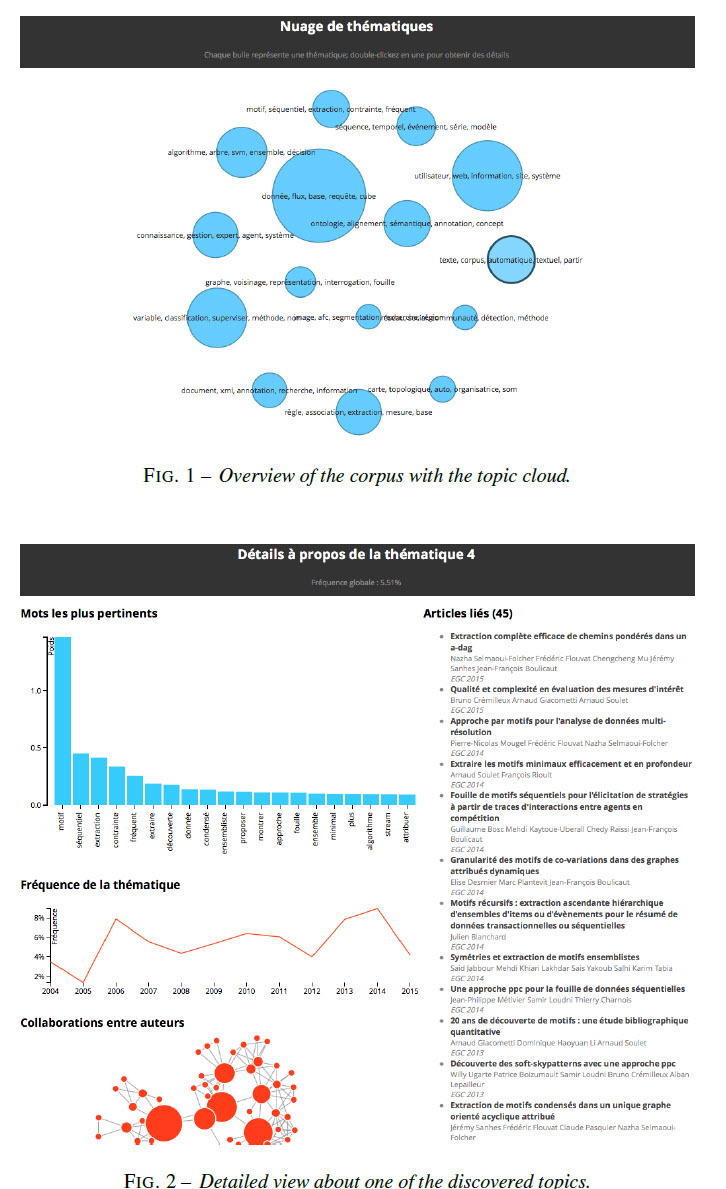 Nuage de thématiques
Chaque bulle représente une thématique; double-clickez en une pour obtenir des détails
motif, séquentiel, extraction, contrainte, fréquent
séquence, temporel, événement, série, modèle
algorithme, arbre, svm, ensemble, décision
utilisateur, web, information, site, système
donnée, flux, base, requête, cube
ontologie, alignement, sémantique, annotation, concept
connaissance, gestion, expert, agent, système
texte, corpus, automatique, textuel, partir
graphe, voisinage, représentation, interrogation, fouille
variable, classification, superviser, méthode,
image, afc, segmentation
détection, méthode
document, xml, annotation, recherche, information
carte, topologique, auto, organisatrice, som
règle, association, extraction, mesure, base
FIG. 1 – Overview of the corpus with the topic cloud.
Détails à propos de la thématique 4
Fréquence globale : 5.51%
Mots les plus pertinents
Poids
1.0
0.5
0.0
motif
séquentiel
extraction
contrainte
fréquent
extraire
découverte
donnée
condensé
ensembliste
proposer
montrer
approche
fouille
ensemble
minimal
plus
algorithme
stream
attribuer
Fréquence de la thématique
Fréquence
8%
6%
4%
2%
2004 2005 2006 2007 2008 2009 2010 2011 2012 2013 2014 2015
Collaborations entre auteurs
Articles liés (45)
Extraction complète efficace de chemins pondérés dans un
a-dag
Nazha Selmaoui-Folcher Frédéric Flouvat Chengcheng Mu Jérémy
Sanhes Jean-François Boulicaut
EGC 2015
Qualité et complexité en évaluation des mesures d'intérêt
Bruno Crémilleux Arnaud Giacometti Arnaud Soulet
EGC 2015
Approche par motifs pour l'analyse de données multi-
résolution
Pierre-Nicolas Mougel Frédéric Flouvat Nazha Selmaoui-Folcher
EGC 2014
Extraire les motifs minimaux efficacement et en profondeur
Arnaud Soulet François Rioult
EGC 2014
Fouille de motifs séquentiels pour l'élicitation de stratégies
à partir de traces d'interactions entre agents en
compétition
Guillaume Bosc Mehdi Kaytoue-Uberall Chedy Raissi Jean-François
Boulicaut
EGC 2014
Granularité des motifs de co-variations dans des graphes
attribués dynamiques
Elise Desmier Marc Plantevit Jean-François Boulicaut
EGC 2014
Motifs récursifs : extraction ascendante hiérarchique
d'ensembles d'items ou d'évènements pour le résumé de
données transactionnelles ou séquentielles
Julien Blanchard
EGC 2014
Symétries et extraction de motifs ensemblistes
Said Jabbour Mehdi Khiari Lakhdar Sais Yakoub Salhi Karim Tabia
EGC 2014
Une approche ppc pour la fouille de données séquentielles
Jean-Philippe Métivier Samir Loudni Thierry Charnois
EGC 2014
20 ans de découverte de motifs : une étude bibliographique
quantitative
Arnaud Giacometti Dominique Haoyuan Li Arnaud Soulet
EGC 2013
Découverte des soft-skypatterns avec une approche ppc
Willy Ugarte Patrice Boizumault Samir Loudni Bruno Crémilleux Alban
Lepailleur
EGC 2013
Extraction de motifs condensés dans un unique graphe
orienté acyclique attribué
Jérémy Sanhes Frédéric Flouvat Claude Pasquier Nazha Selmaoui-
Folcher
FIG. 2 – Detailed view about one of the discovered topics.